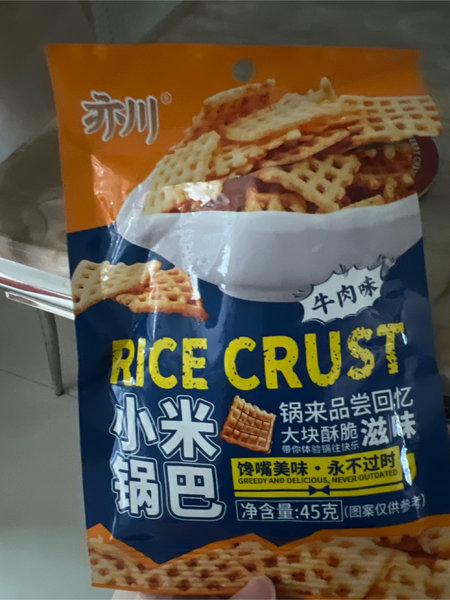 亦川®
牛肉味
RICE CRUST
小米
锅巴
锅来品尝回忆
大块酥脆
带你体验锅往快乐
滋味
馋嘴美味·永不过时
GREEDY AND DELICIOUS, NEVER OUTDATED
净含量:45克
(图案仅供参考)